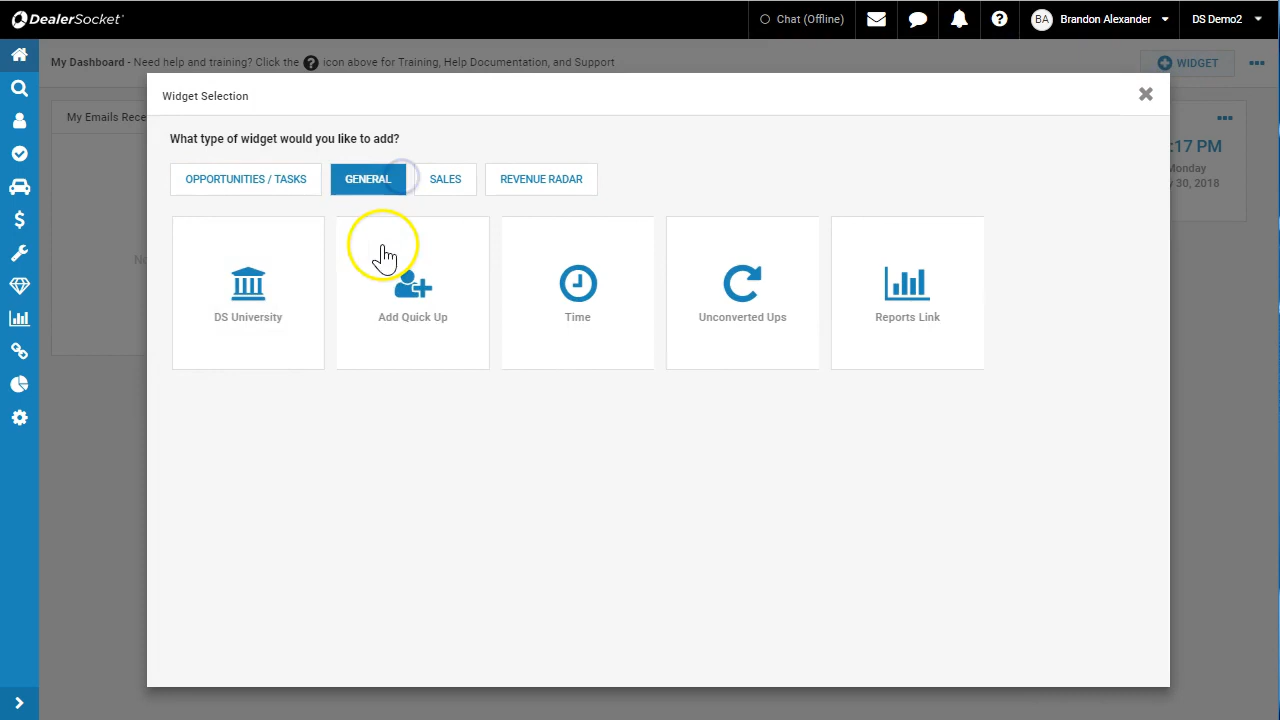 DealerSocket
Chat (Offline)
BA
Brandon Alexander
DS Demo2
My Dashboard - Need help and training? Click the ? icon above for Training, Help Documentation, and Support
WIDGET
My Emails Rece
Widget Selection
What type of widget would you like to add?
OPPORTUNITIES / TASKS
GENERAL
SALES
REVENUE RADAR
:17 PM
Monday
y 30, 2018
No
DS University
Add Quick Up
Time
Unconverted Ups
Reports Link